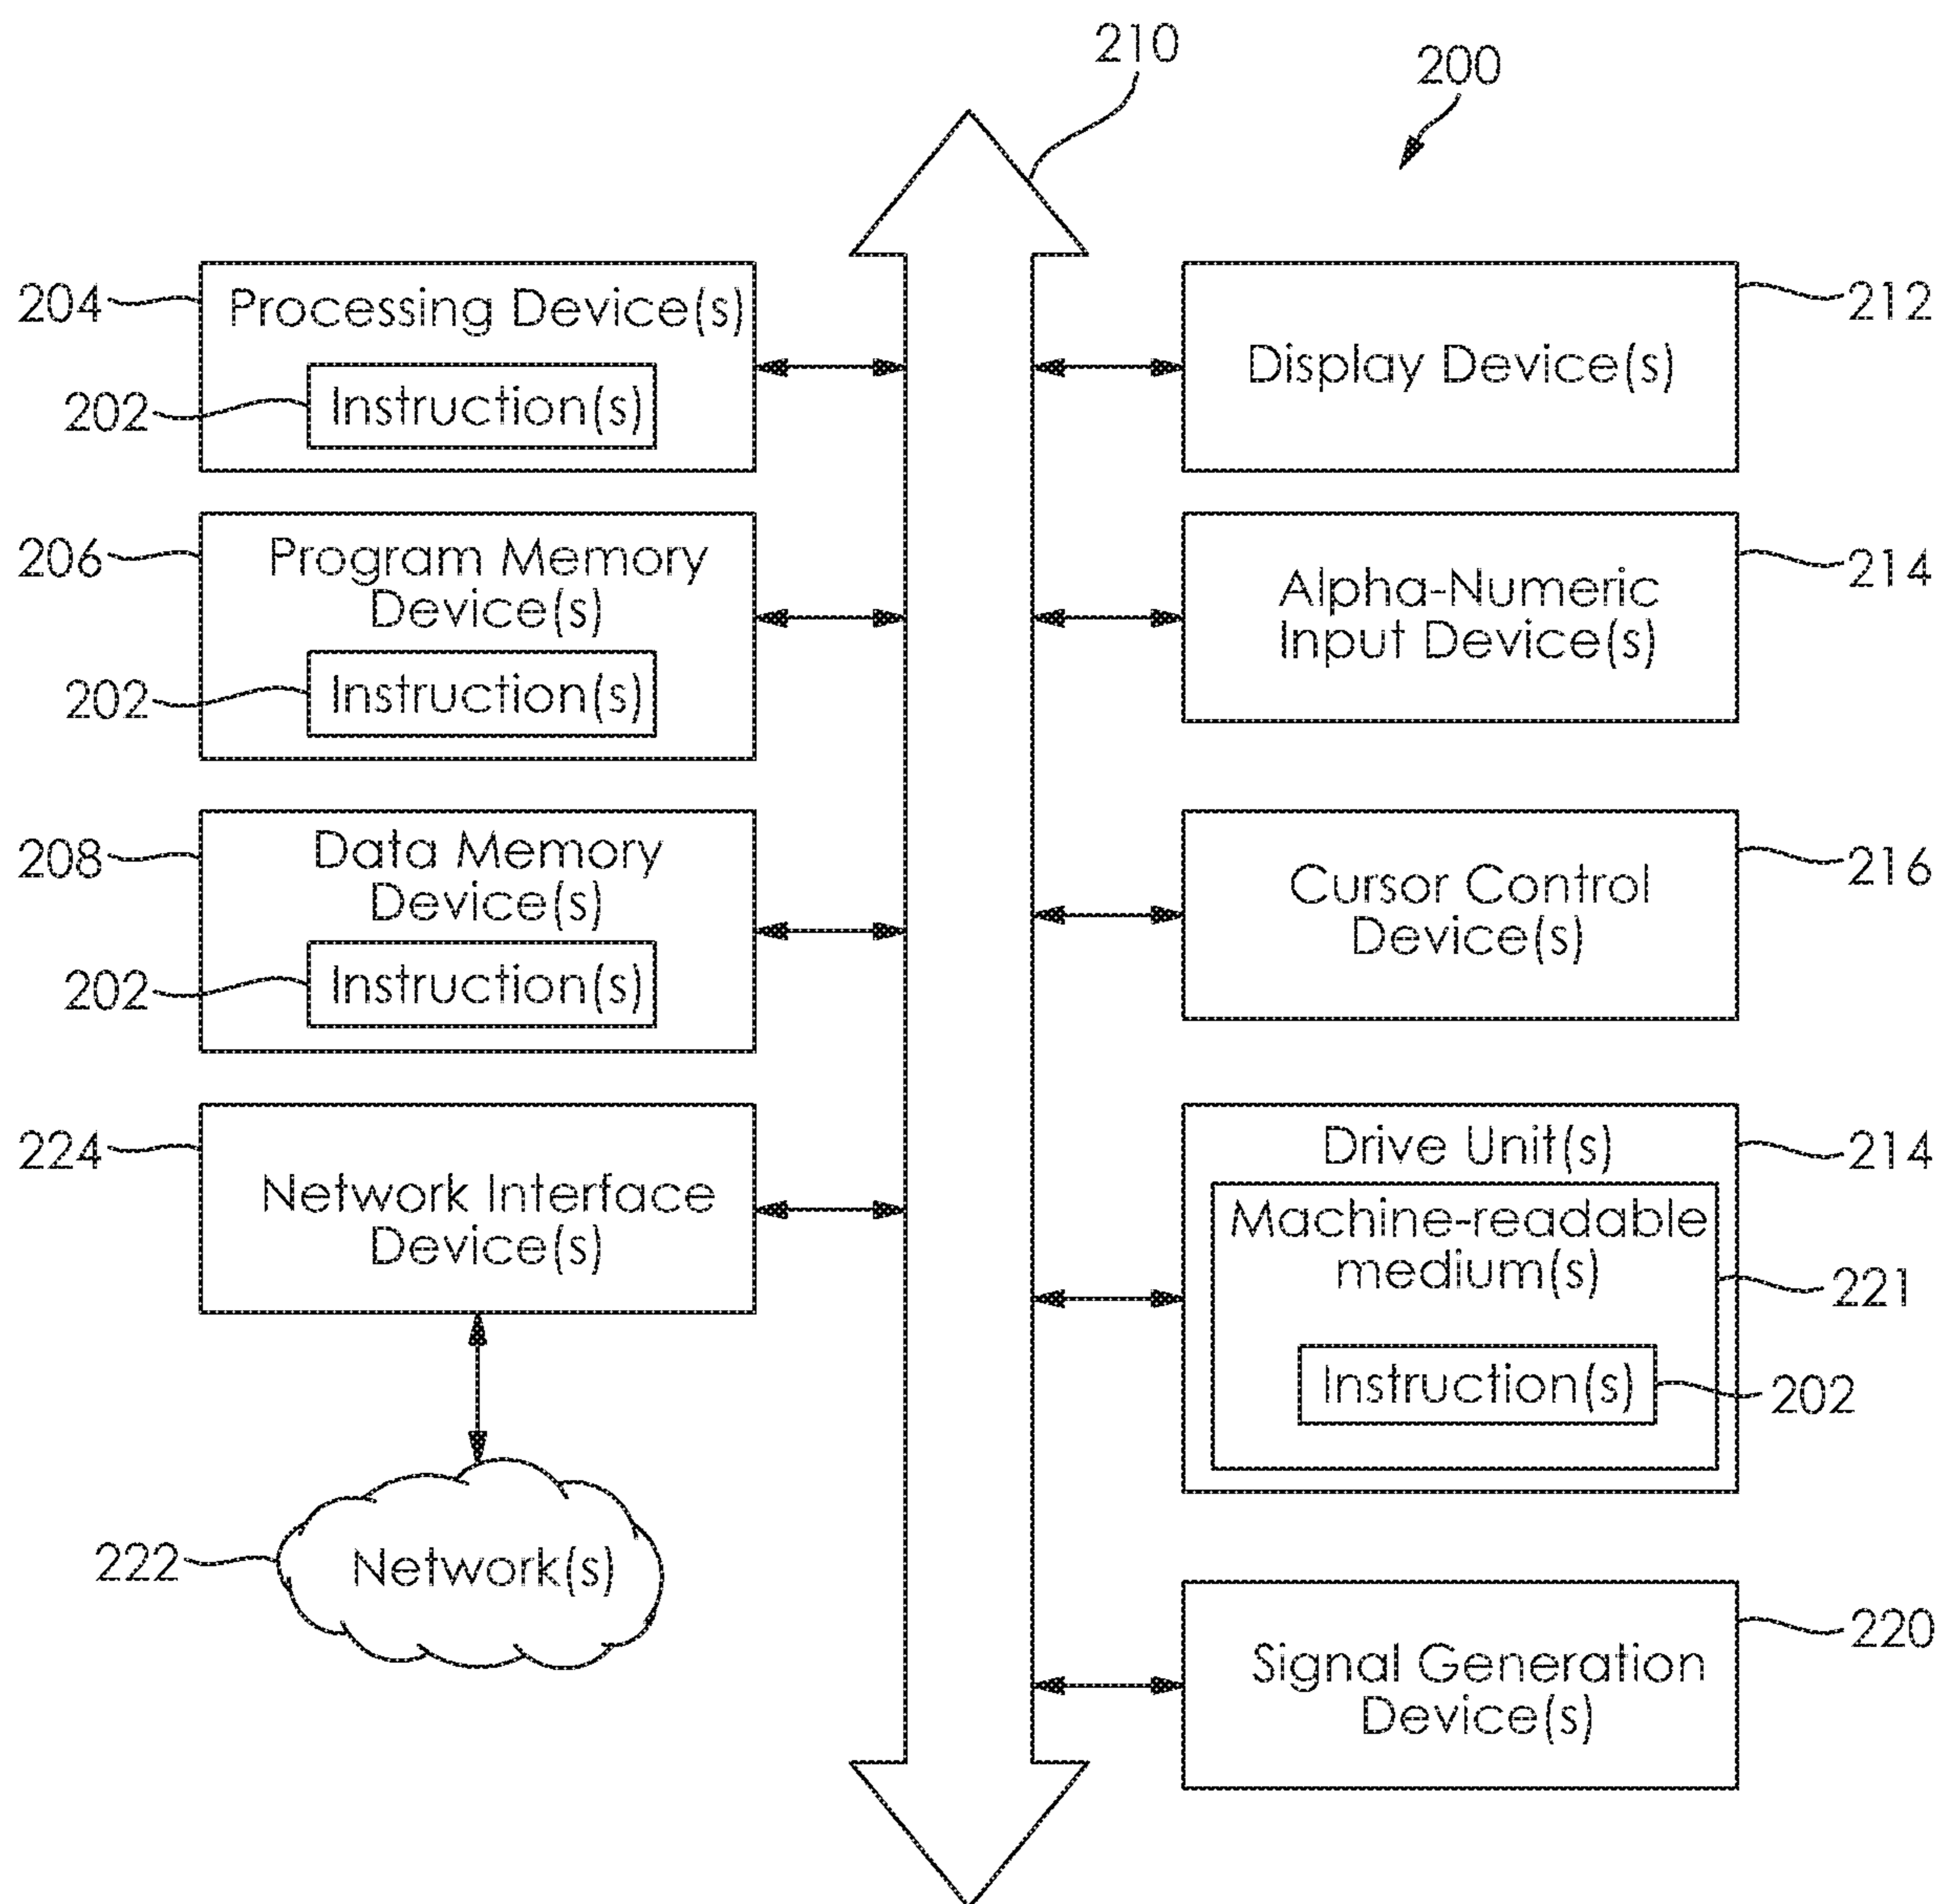 210
200
204
Processing Device(s)
202
Instruction(s)
206
Program Memory
Device(s)
202
Instruction(s)
208
Data Memory
Device(s)
202
Instruction(s)
224
Network Interface
Device(s)
222
Network(s)
212
Display Device(s)
214
Alpha-Numeric
Input Device(s)
216
Cursor Control
Device(s)
214
Drive Unit(s)
Machine-readable
medium(s)
221
Instruction(s)
202
220
Signal Generation
Device(s)